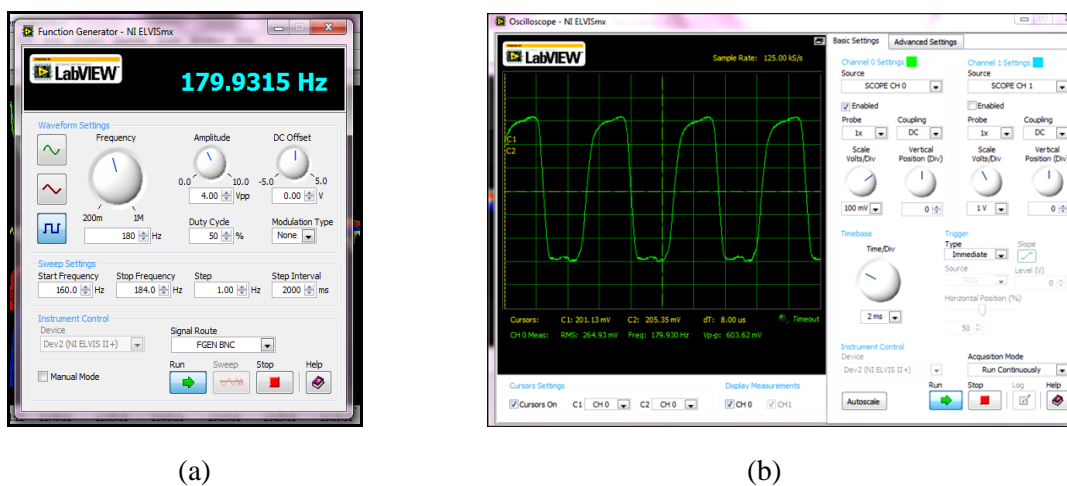 Function Generator - NI ELVISmx
LabVIEW
179.9315 Hz
Waveform Settings
Frequency
Amplitude
DC Offset
0.0 10.0
-5.0 5.0
4.00 Vpp
0.00 V
200m 1M
Duty Cycle
Modulation Type
180 Hz
50 %
None
Sweep Settings
Start Frequency
Stop Frequency
Step
Step Interval
160.0 Hz
184.0 Hz
1.00 Hz
2000 ms
Instrument Control
Device
Signal Route
Dev2 (NI ELVIS II+)
FGEN BNC
Manual Mode
Run
Sweep
Stop
Help
(a)
Oscilloscope - NI ELVISmx
LabVIEW
Sample Rate: 125.00 kS/s
C1
C2
Cursors: C1: 201.13 mV C2: 205.35 mV dT: 8.00 us Timeout
CH 0 Meas: RMS: 264.93 mV Freq: 179.930 Hz Vp-p: 603.62 mV
Cursors Settings
Display Measurements
Cursors On C1 CH 0 C2 CH 0
CH 0 CH1
Basic Settings
Advanced Settings
Channel 0 Settings
Channel 1 Settings
Source
Source
SCOPE CH 0
SCOPE CH 1
Enabled
Enabled
Probe
Coupling
Probe
Coupling
1x
DC
1x
DC
Scale
Volts/Div
Vertical
Position (Div)
Scale
Volts/Div
Vertical
Position (Div)
100 mV
0
1 V
0
Timebase
Time/Div
2 ms
Trigger
Type
Slope
Immediate
Source
Level (V)
0
Horizontal Position (%)
50
Instrument Control
Device
Dev2 (NI ELVIS II+)
Acquisition Mode
Run Continuously
Autoscale
Run
Stop
Log
Help
(b)